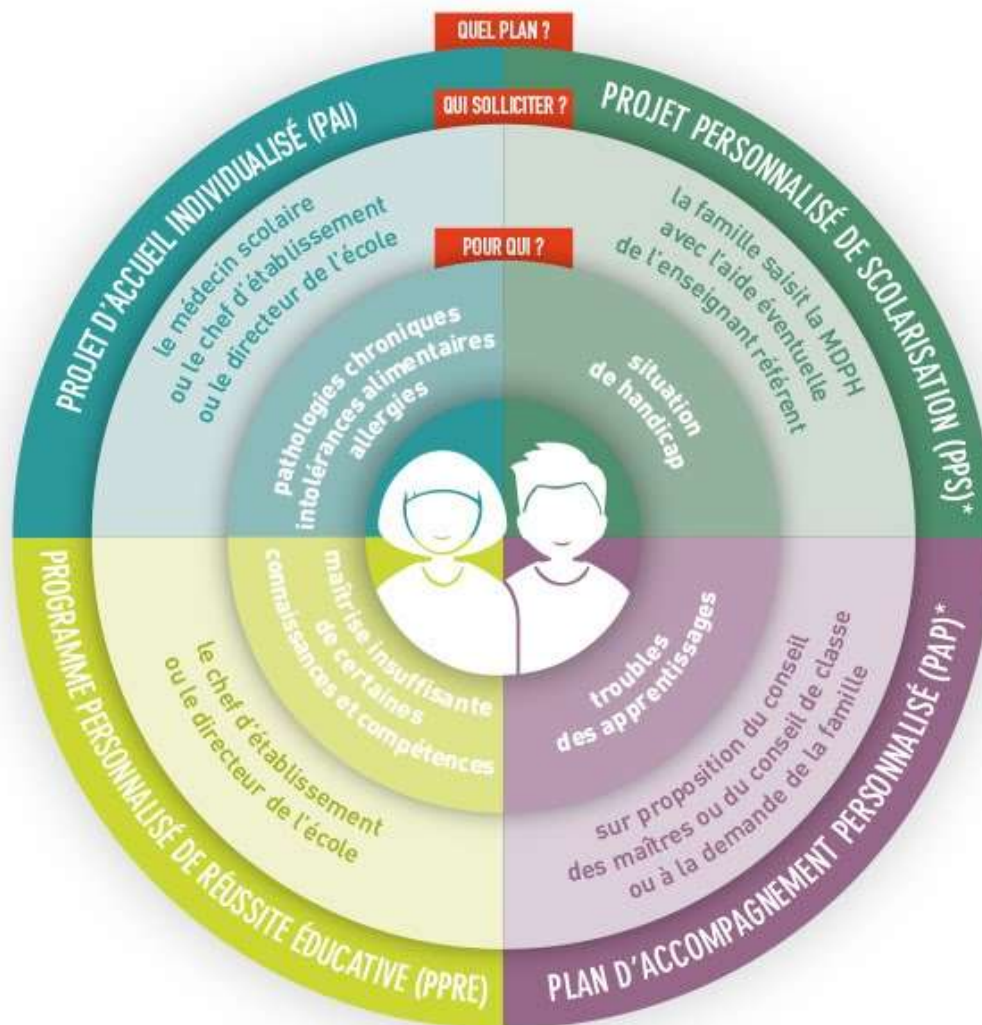 QUEL PLAN ?
QUI SOLLICITER ?
POUR QUI ?
PROJET D'ACCUEIL INDIVIDUALISÉ (PAI)
le médecin scolaire
ou le chef d'établissement
ou le directeur de l'école
pathologies chroniques
intolérances alimentaires
allergies
PROJET PERSONNALISÉ DE SCOLARISATION (PPS)*
la famille saisit la MDPH
avec l'aide éventuelle
de l'enseignant référent
situation
de handicap
PROGRAMME PERSONNALISÉ DE RÉUSSITE ÉDUCATIVE (PPRE)
le chef d'établissement
ou le directeur de l'école
maîtrise insuffisante
de certaines
connaissances et compétences
PLAN D'ACCOMPAGNEMENT PERSONNALISÉ (PAP)*
sur proposition du conseil
des maîtres ou du conseil de classe
ou à la demande de la famille
troubles
des apprentissages